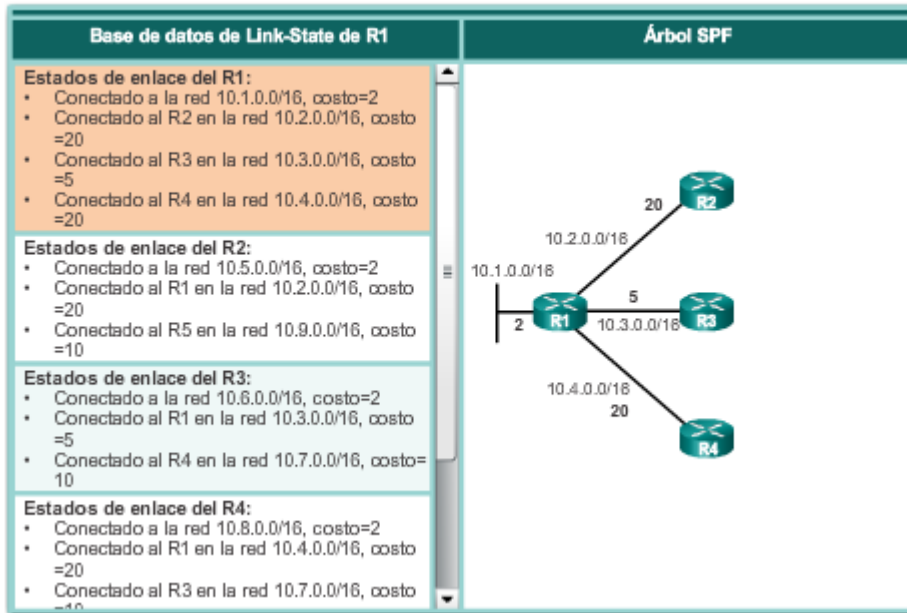 Base de datos de Link-State de R1
Árbol SPF
Estados de enlace del R1:
• Conectado a la red 10.1.0.0/16, costo=2
• Conectado al R2 en la red 10.2.0.0/16, costo
=20
• Conectado al R3 en la red 10.3.0.0/16, costo
=5
• Conectado al R4 en la red 10.4.0.0/16, costo
=20
Estados de enlace del R2:
• Conectado a la red 10.5.0.0/16, costo=2
• Conectado al R1 en la red 10.2.0.0/16, costo
=20
• Conectado al R5 en la red 10.9.0.0/16, costo
=10
Estados de enlace del R3:
• Conectado a la red 10.6.0.0/16, costo=2
• Conectado al R1 en la red 10.3.0.0/16, costo
=5
• Conectado al R4 en la red 10.7.0.0/16, costo=
10
Estados de enlace del R4:
• Conectado a la red 10.8.0.0/16, costo=2
• Conectado al R1 en la red 10.4.0.0/16, costo
=20
• Conectado al R3 en la red 10.7.0.0/16, costo
R2
20
10.2.0.0/16
10.1.0.0/16
5
2
R1
10.3.0.0/16
R3
10.4.0.0/16
20
R4